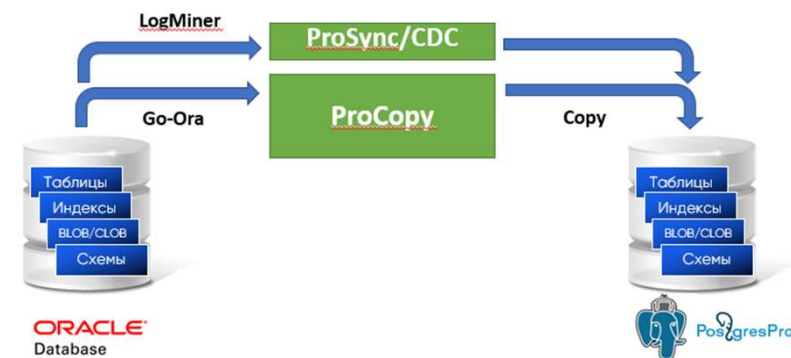 LogMiner
ProSync/CDC
Go-Ora
ProCopy
Copy
Таблицы
Индексы
BLOB/CLOB
Схемы
Таблицы
Индексы
BLOB/CLOB
Схемы
ORACLE
Database
PostgresPro